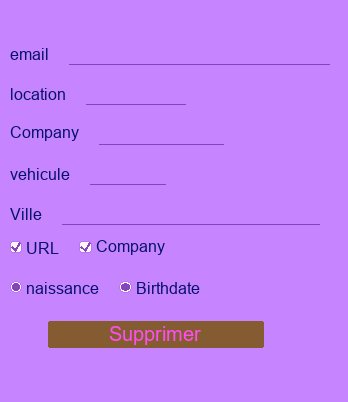 email
location
Company
vehicule
Ville
URL Company
naissance Birthdate
Supprimer